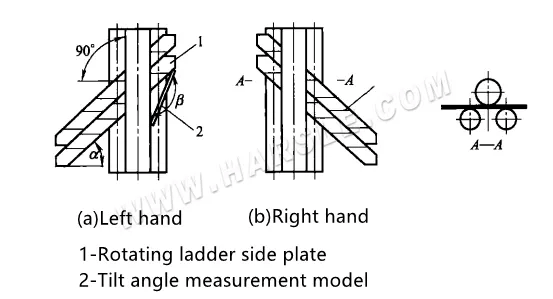 90°
1
A-
-A
β
2
α
A—A
WWW.HARSLE.COM
(a)Left hand
(b)Right hand
1-Rotating ladder side plate
2-Tilt angle measurement model